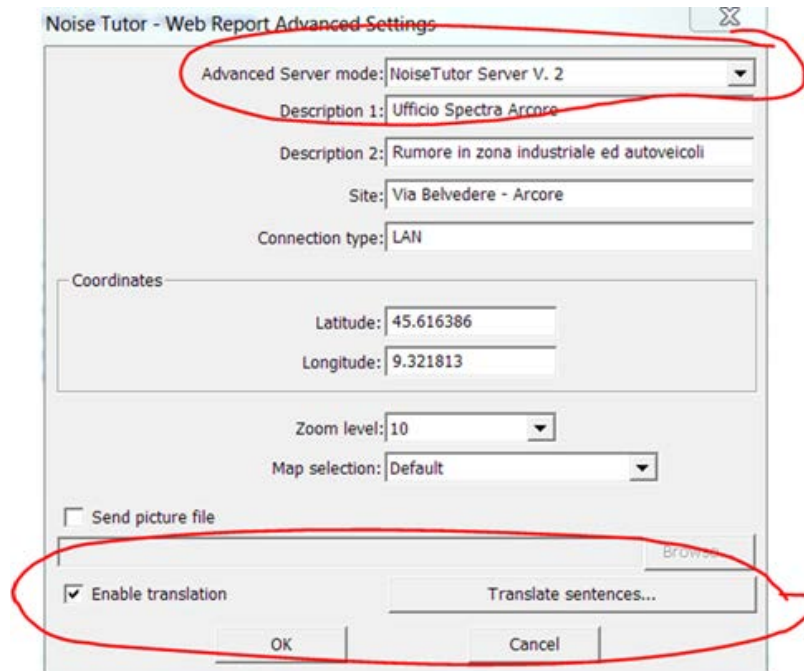 Noise Tutor - Web Report Advanced Settings
Advanced Server mode: NoiseTutor Server V. 2
Description 1: Ufficio Spectra Arcore
Description 2: Rumore in zona industriale ed autoveicoli
Site: Via Belvedere - Arcore
Connection type: LAN
Coordinates
Latitude: 45.616386
Longitude: 9.321813
Zoom level: 10
Map selection: Default
Send picture file
Browse...
Enable translation Translate sentences...
OK Cancel